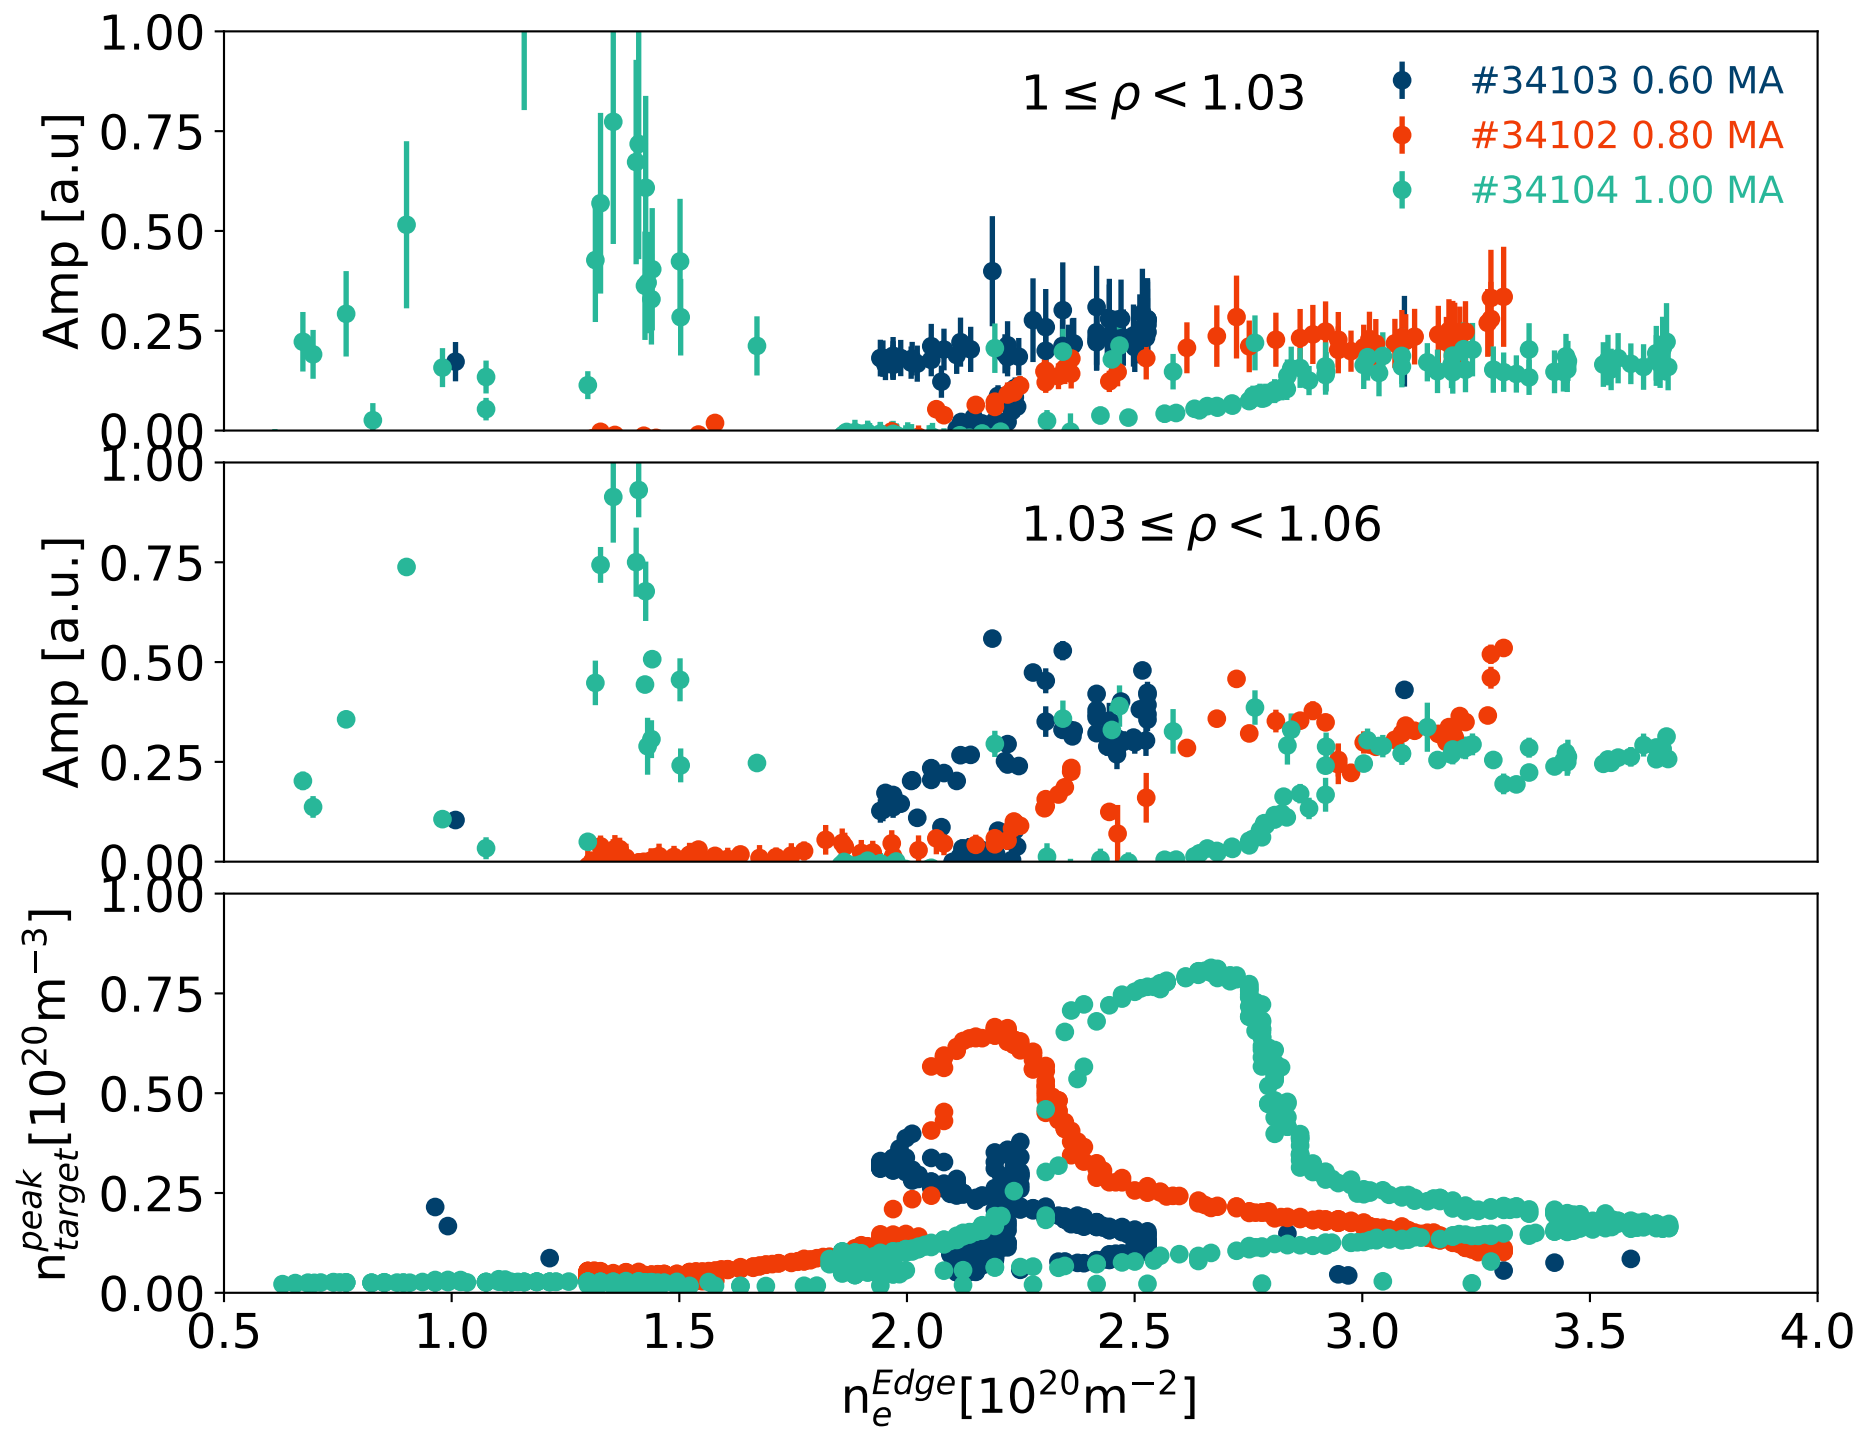 1.00
0.75
0.50
0.25
0.00
Amp [a.u]
1 ≤ ρ < 1.03
#34103 0.60 MA
#34102 0.80 MA
#34104 1.00 MA
1.00
0.75
0.50
0.25
0.00
Amp [a.u.]
1.03 ≤ ρ < 1.06
1.00
0.75
0.50
0.25
0.00
n_{target}^{peak}[10^{20}m^{-3}]
0.5 1.0 1.5 2.0 2.5 3.0 3.5 4.0
n_e^{Edge}[10^{20}m^{-2}]